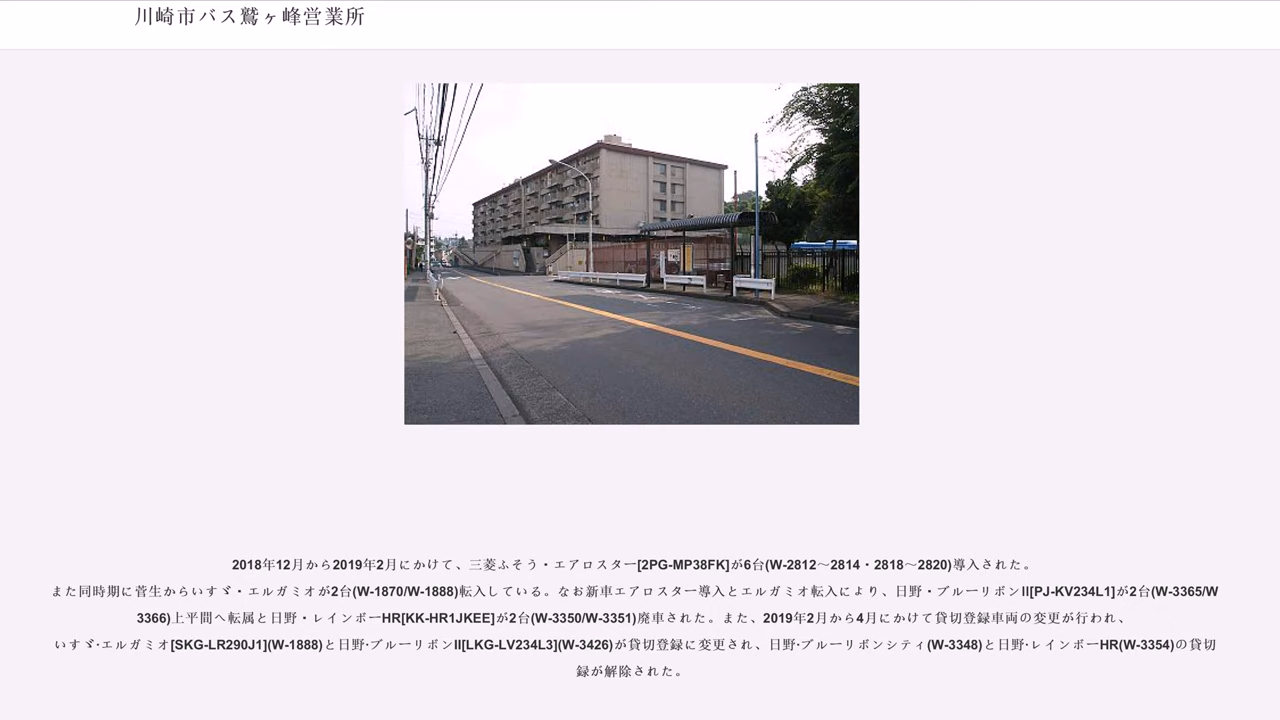 川崎市バス鷲ヶ峰営業所
2018年12月から2019年2月にかけて、三菱ふそう・エアロスター[2PG-MP38FK]が6台(W-2812～2814・2818～2820)導入された。
また同時期に菅生からいすゞ・エルガミオが2台(W-1870/W-1888)転入している。なお新車エアロスター導入とエルガミオ転入により、日野・ブルーリボンII[PJ-KV234L1]が2台(W-3365/W
3366)上平間へ転属と日野・レインボーHR[KK-HR1JKEE]が2台(W-3350/W-3351)廃車された。また、2019年2月から4月にかけて貸切登録車両の変更が行われ、
いすゞ·エルガミオ[SKG-LR290J1](W-1888)と日野·ブルーリボンII[LKG-LV234L3](W-3426)が貸切登録に変更され、日野·ブルーリボンシティ(W-3348)と日野·レインボーHR(W-3354)の貸切
録が解除された。